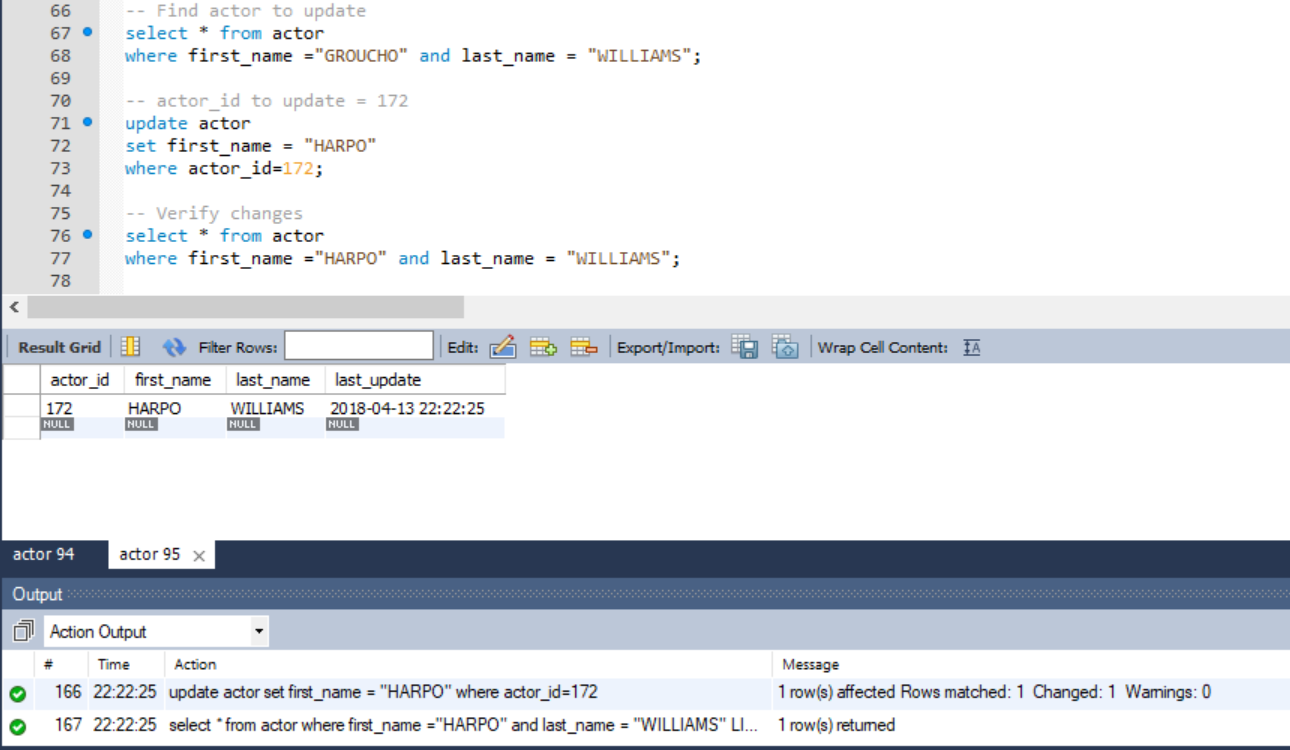 66 -- Find actor to update
67 select * from actor
68 where first_name ="GROUCHO" and last_name = "WILLIAMS";
69
70 -- actor_id to update = 172
71 update actor
72 set first_name = "HARPO"
73 where actor_id=172;
74
75 -- Verify changes
76 select * from actor
77 where first_name ="HARPO" and last_name = "WILLIAMS";
78
Result Grid Filter Rows: Edit: Export/Import: Wrap Cell Content: IA
actor_id first_name last_name last_update
172 HARPO WILLIAMS 2018-04-13 22:22:25
NULL NULL NULL NULL
actor 94 actor 95
Output
Action Output
# Time Action Message
166 22:22:25 update actor set first_name = "HARPO" where actor_id=172 1 row(s) affected Rows matched: 1 Changed: 1 Warnings: 0
167 22:22:25 select * from actor where first_name ="HARPO" and last_name = "WILLIAMS" LI... 1 row(s) returned